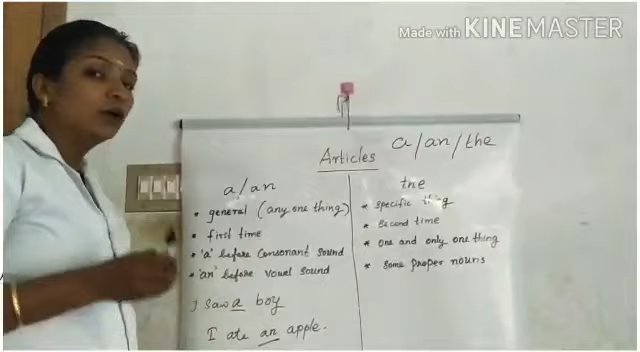 Made with KINEMASTER
Articles a/an/the
a/an
* general (any one thing)
* first time
* 'a' before consonant sound
* 'an' before vowel sound
I saw a boy
I ate an apple.
the
* specific thing
* second time
* one and only one thing
* some proper nouns